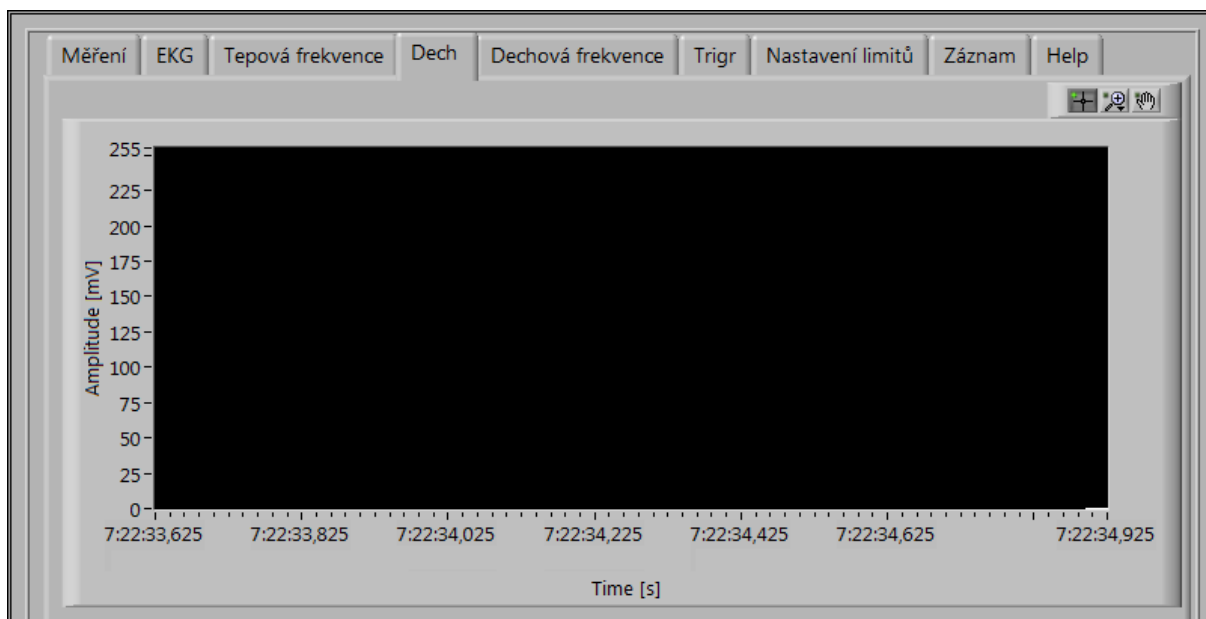 Měření EKG Tepová frekvence Dech Dechová frekvence Trigr Nastavení limitů Záznam Help
255
225
200
175
150
125
100
75
50
25
0
Amplitude [mV]
7:22:33,625 7:22:33,825 7:22:34,025 7:22:34,225 7:22:34,425 7:22:34,625 7:22:34,925
Time [s]